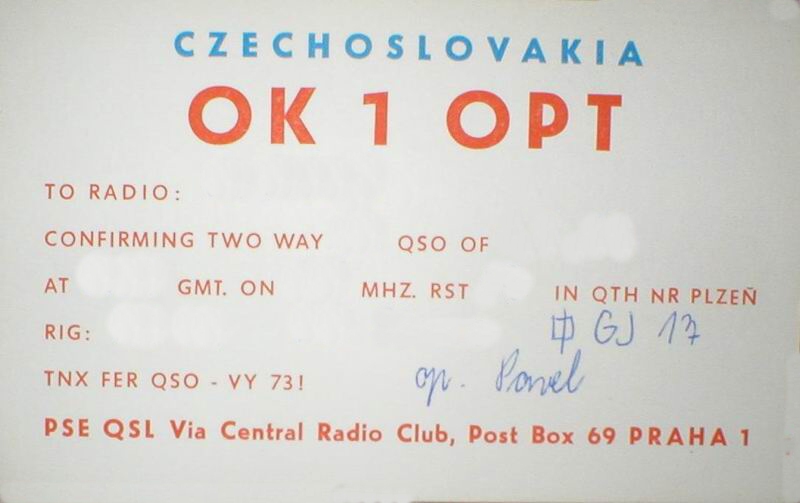 CZECHOSLOVAKIA
OK 1 OPT
TO RADIO:
CONFIRMING TWO WAY QSO OF
AT GMT. ON MHZ. RST IN QTH NR PLZEŇ
RIG: GJ 17
TNX FER QSO - VY 73! op. Pavel
PSE QSL Via Central Radio Club, Post Box 69 PRAHA 1